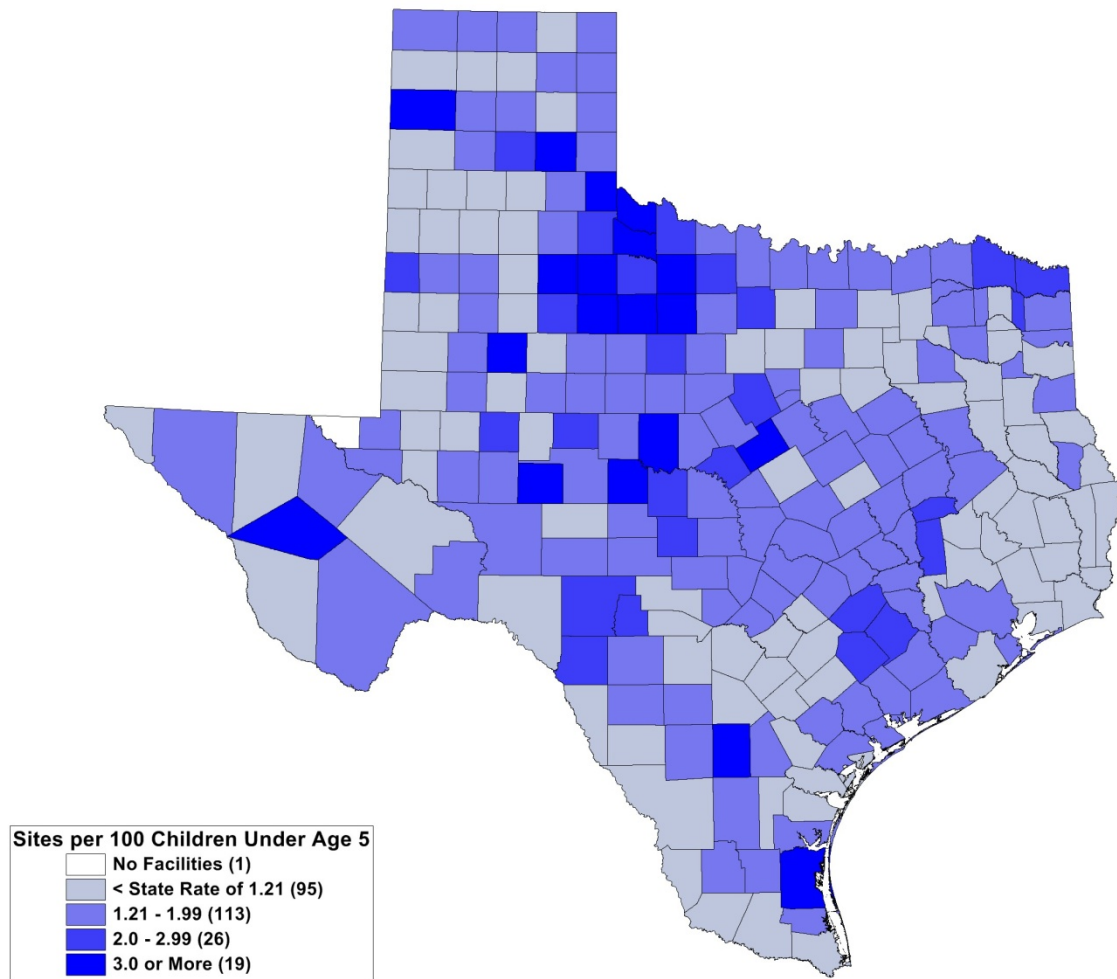 Sites per 100 Children Under Age 5
No Facilities (1)
< State Rate of 1.21 (95)
1.21 - 1.99 (113)
2.0 - 2.99 (26)
3.0 or More (19)